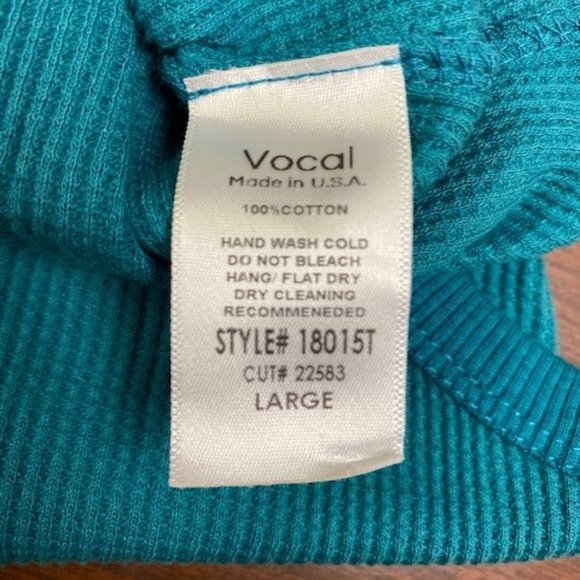 Vocal
Made in U.S.A.
100%COTTON
HAND WASH COLD
DO NOT BLEACH
HANG/ FLAT DRY
DRY CLEANING
RECOMMENEDED
STYLE# 18015T
CUT# 22583
LARGE